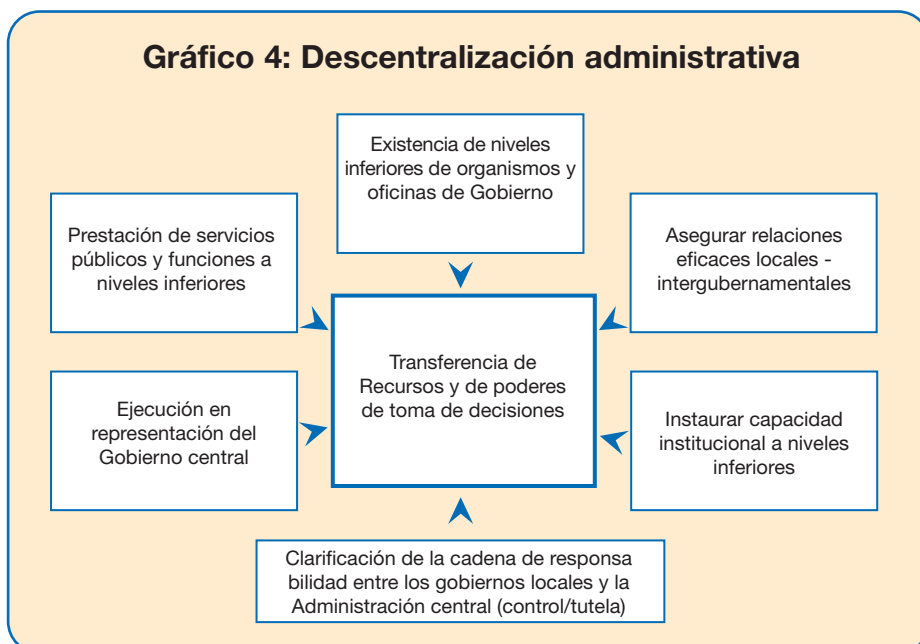 Gráfico 4: Descentralización administrativa
Existencia de niveles
inferiores de organismos y
oficinas de Gobierno
Prestación de servicios
públicos y funciones a
niveles inferiores
Asegurar relaciones
eficaces locales -
intergubernamentales
Transferencia de
Recursos y de poderes
de toma de decisiones
Ejecución en
representación del
Gobierno central
Instaurar capacidad
institucional a niveles
inferiores
Clarificación de la cadena de responsa
bilidad entre los gobiernos locales y la
Administración central (control/tutela)